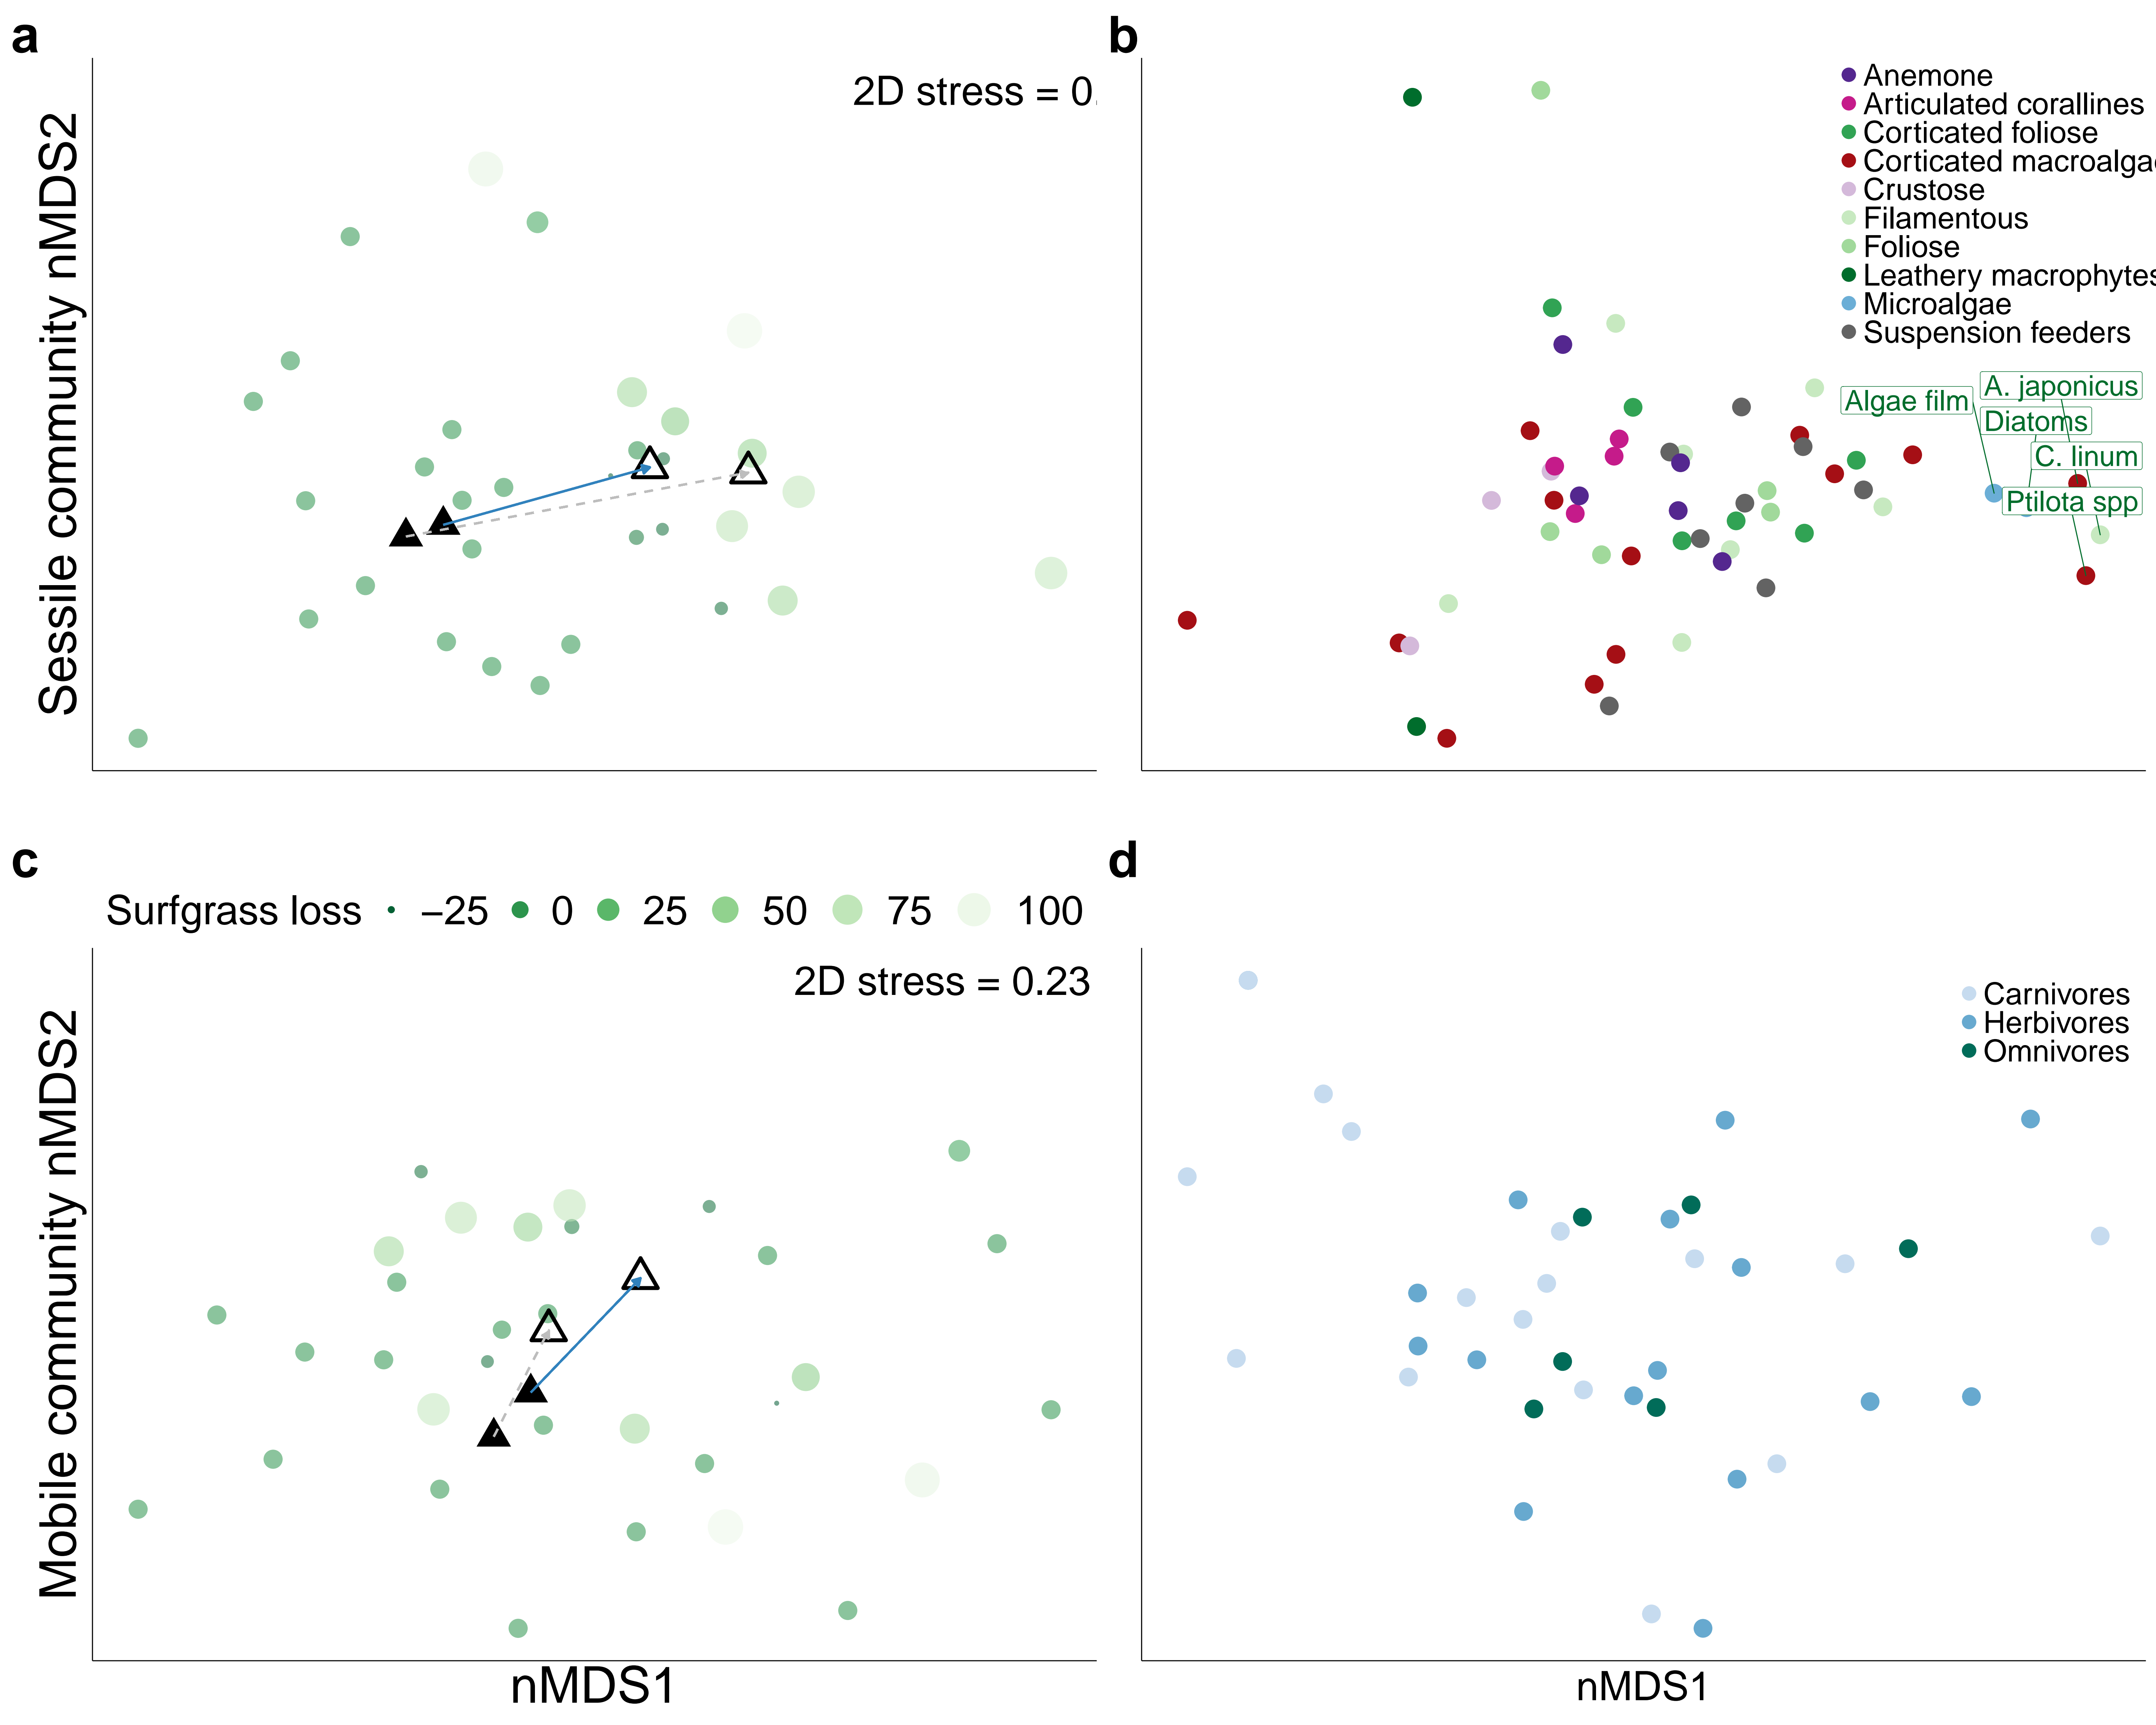 a
2D stress = 0.
Sessile community nMDS2
b
Anemone
Articulated corallines
Corticated foliose
Corticated macroalgae
Crustose
Filamentous
Foliose
Leathery macrophytes
Microalgae
Suspension feeders
Algae film
A. japonicus
Diatoms
C. linum
Ptilota spp
c
Surfgrass loss −25 0 25 50 75 100
2D stress = 0.23
Mobile community nMDS2
nMDS1
d
Carnivores
Herbivores
Omnivores
nMDS1